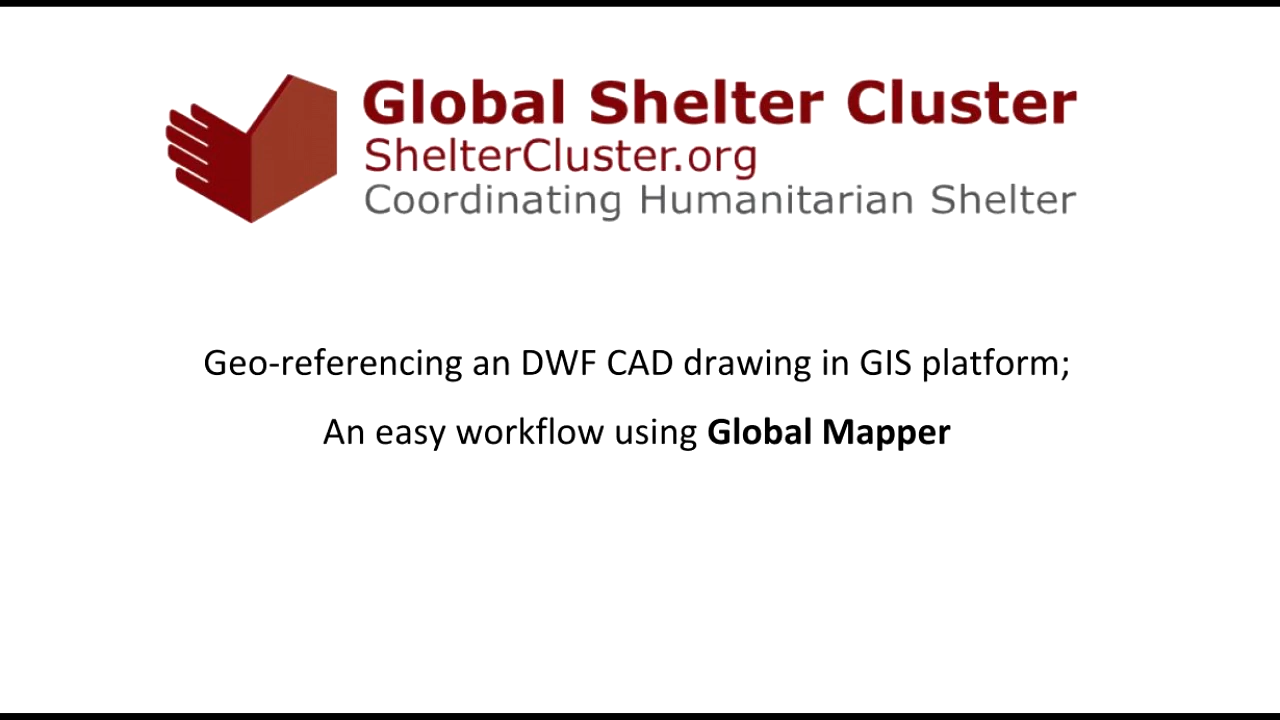 Global Shelter Cluster
ShelterCluster.org
Coordinating Humanitarian Shelter
Geo-referencing an DWF CAD drawing in GIS platform;
An easy workflow using Global Mapper